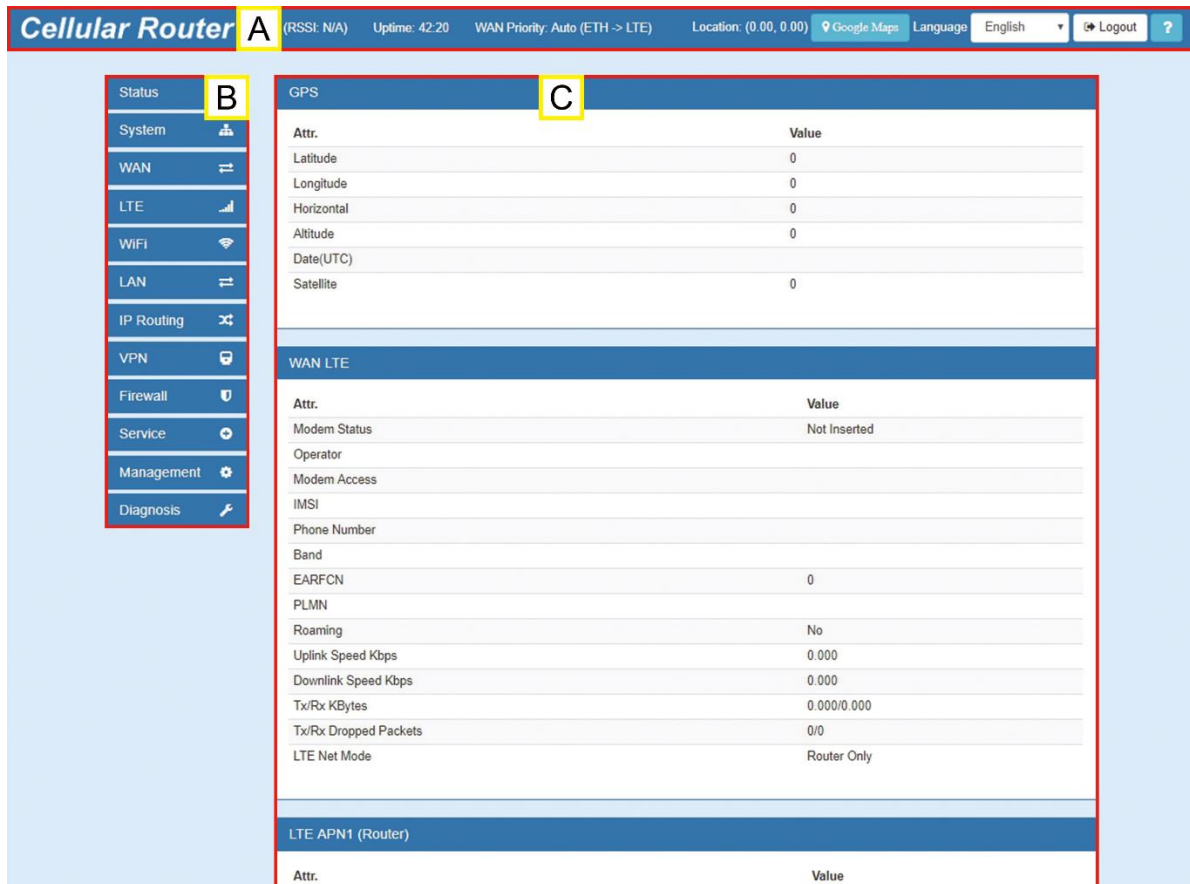 Cellular Router A (RSSI: N/A) Uptime: 42:20 WAN Priority: Auto (ETH -> LTE) Location: (0.00, 0.00) Google Maps Language English Logout ?
Status B
System
WAN
LTE
WiFi
LAN
IP Routing
VPN
Firewall
Service
Management
Diagnosis
GPS C
Attr. Value
Latitude 0
Longitude 0
Horizontal 0
Altitude 0
Date(UTC)
Satellite 0
WAN LTE
Attr. Value
Modem Status Not Inserted
Operator
Modem Access
IMSI
Phone Number
Band
EARFCN 0
PLMN
Roaming No
Uplink Speed Kbps 0.000
Downlink Speed Kbps 0.000
Tx/Rx KBytes 0.000/0.000
Tx/Rx Dropped Packets 0/0
LTE Net Mode Router Only
LTE APN1 (Router)
Attr. Value